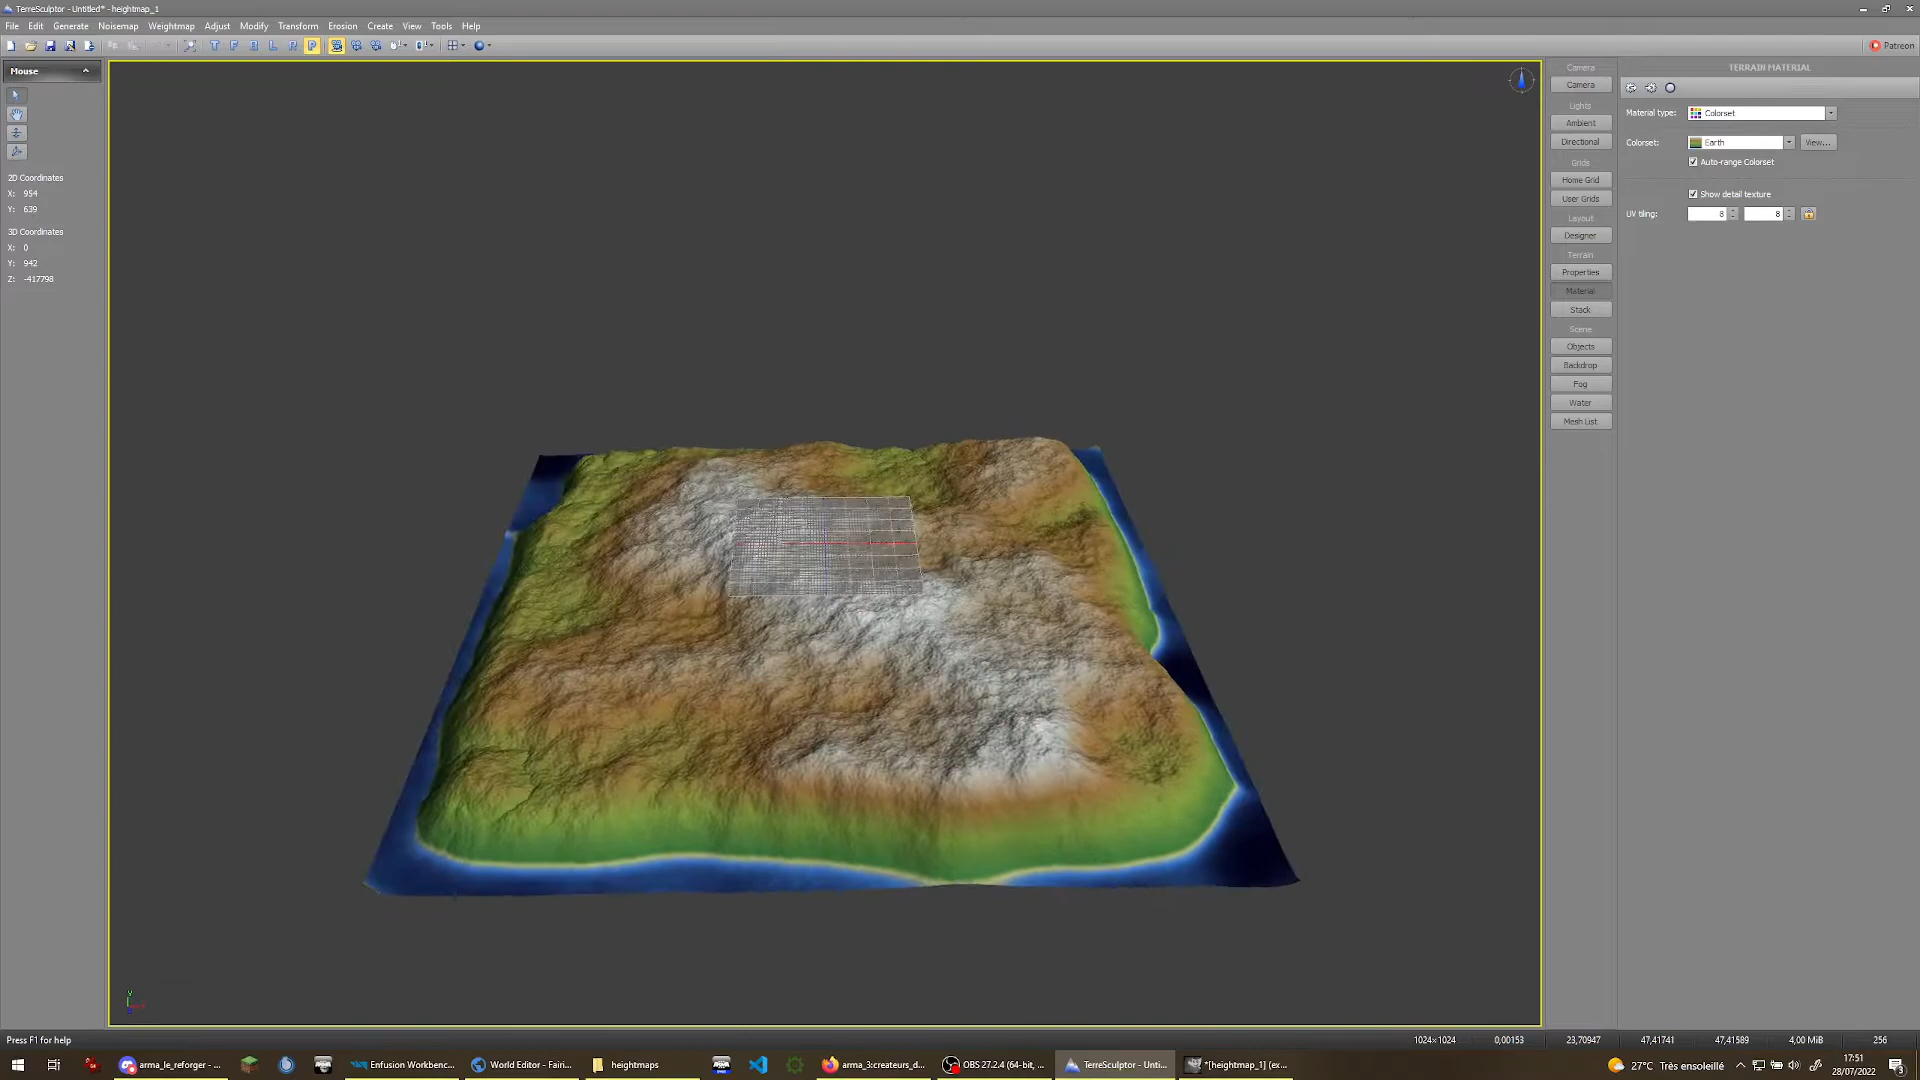 TerreSculptor - Untitled* - heightmap_1
File Edit Generate Noisemap Weightmap Adjust Modify Transform Erosion Create View Tools Help
T F B L R P
Patreon
Mouse
2D Coordinates
X: 954
Y: 639
3D Coordinates
X: 0
Y: 942
Z: -417798
Camera
Camera
Lights
Ambient
Directional
Grids
Home Grid
User Grids
Layout
Designer
Terrain
Properties
Material
Stack
Scene
Objects
Backdrop
Fog
Water
Mesh List
TERRAIN MATERIAL
Material type: Colorset
Colorset: Earth View...
Auto-range Colorset
Show detail texture
UV tiling: 8 8
Press F1 for help
1024×1024 0,00153 23,70947 47,41741 47,41589 4,00 MiB 256
arma_le_reforger - ...
Enfusion Workbenc...
World Editor - Fairi...
heightmaps
arma_3:createurs_d...
OBS 27.2.4 (64-bit, ...
TerreSculptor - Unti...
*[heightmap_1] (ex...
27°C Très ensoleillé
17:51
28/07/2022
3